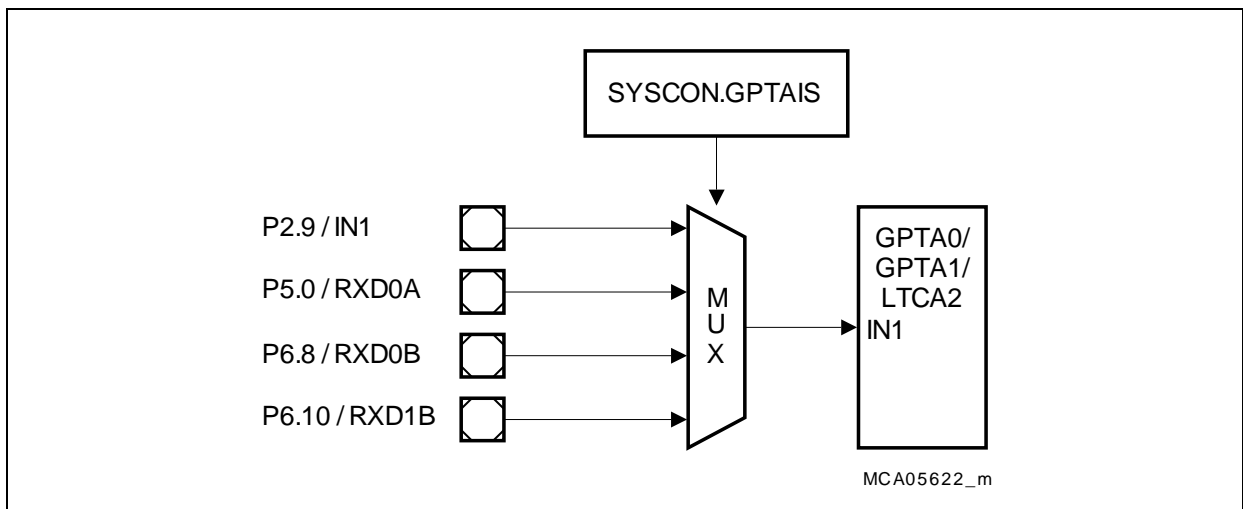 SYSCON.GPTAIS
P2.9 / IN1
P5.0 / RXD0A
P6.8 / RXD0B
P6.10 / RXD1B
M
U
X
GPTA0/
GPTA1/
LTCA2
IN1
MCA05622_m